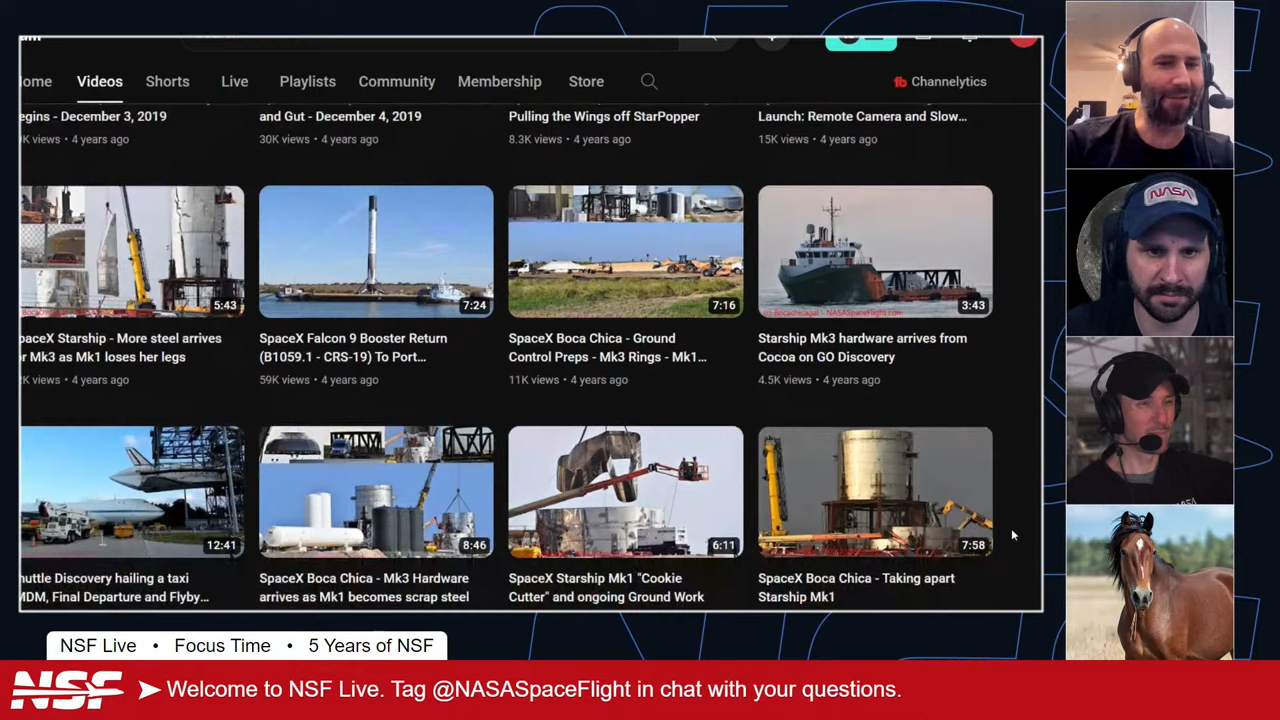 ome Videos Shorts Live Playlists Community Membership Store Channelytics
egins - December 3, 2019
K views • 4 years ago
and Gut - December 4, 2019
30K views • 4 years ago
Pulling the Wings off StarPopper
8.3K views • 4 years ago
Launch: Remote Camera and Slow...
15K views • 4 years ago
5:43
7:24
7:16
3:43
paceX Starship - More steel arrives
r Mk3 as Mk1 loses her legs
K views • 4 years ago
SpaceX Falcon 9 Booster Return
(B1059.1 - CRS-19) To Port...
59K views • 4 years ago
SpaceX Boca Chica - Ground
Control Preps - Mk3 Rings - Mk1...
11K views • 4 years ago
Starship Mk3 hardware arrives from
Cocoa on GO Discovery
4.5K views • 4 years ago
12:41
8:46
6:11
7:58
huttle Discovery hailing a taxi
MDM, Final Departure and Flyby...
SpaceX Boca Chica - Mk3 Hardware
arrives as Mk1 becomes scrap steel
SpaceX Starship Mk1 "Cookie
Cutter" and ongoing Ground Work
SpaceX Boca Chica - Taking apart
Starship Mk1
NASA
NSF Live • Focus Time • 5 Years of NSF
NSF Welcome to NSF Live. Tag @NASASpaceFlight in chat with your questions.